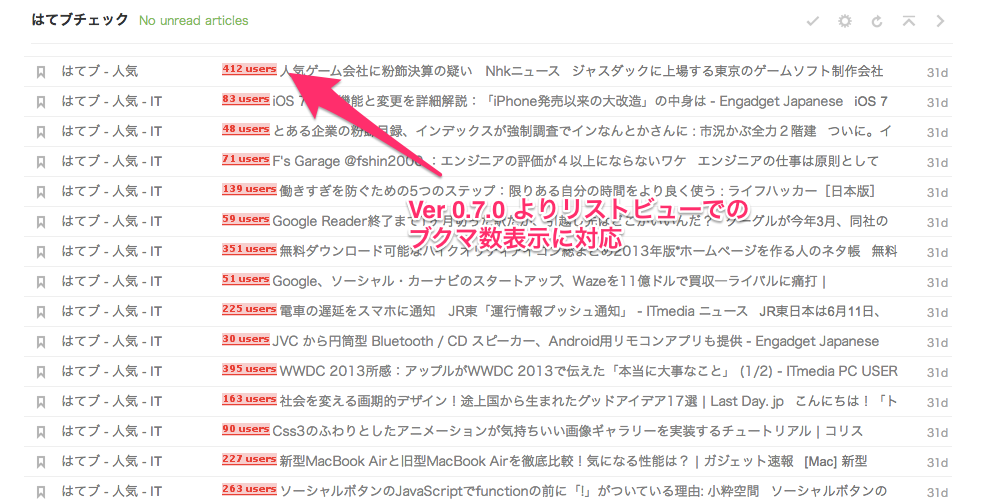 はてブチェック No unread articles
はてブ - 人気 412 users 人気ゲーム会社に粉飾決算の疑い Nhkニュース ジャスダックに上場する東京のゲームソフト制作会社 31d
はてブ - 人気 - IT 83 users iOS 7 機能と変更を詳細解説：「iPhone発売以来の大改造」の中身は - Engadget Japanese iOS 7 31d
はてブ - 人気 - IT 48 users とある企業の粉飾目録、インデックスが強制調査でインなんとかさんに : 市況かぶ全力２階建 ついに。イ 31d
はてブ - 人気 - IT 71 users F's Garage @fshin2000 : エンジニアの評価が４以上にならないワケ エンジニアの仕事は原則として 31d
はてブ - 人気 - IT 139 users 働きすぎを防ぐための5つのステップ：限りある自分の時間をより良く使う : ライフハッカー［日本版］ 31d
Ver 0.7.0 よりリストビューでの
ブクマ数表示に対応
はてブ - 人気 - IT 59 users Google Reader終了まで グーグルが今年3月、同社の 31d
はてブ - 人気 - IT 351 users 無料ダウンロード可能な 2013年版*ホームページを作る人のネタ帳 無料 31d
はてブ - 人気 - IT 51 users Google、ソーシャル・カーナビのスタートアップ、Wazeを11億ドルで買収―ライバルに痛打 | 31d
はてブ - 人気 - IT 225 users 電車の遅延をスマホに通知 JR東「運行情報プッシュ通知」 - ITmedia ニュース JR東日本は6月11日、 31d
はてブ - 人気 - IT 30 users JVC から円筒型 Bluetooth / CD スピーカー、Android用リモコンアプリも提供 - Engadget Japanese 31d
はてブ - 人気 - IT 395 users WWDC 2013所感：アップルがWWDC 2013で伝えた「本当に大事なこと」 (1/2) - ITmedia PC USER 31d
はてブ - 人気 - IT 163 users 社会を変える画期的デザイン！途上国から生まれたグッドアイデア17選 | Last Day. jp こんにちは！「ト 31d
はてブ - 人気 - IT 90 users Css3のふわりとしたアニメーションが気持ちいい画像ギャラリーを実装するチュートリアル | コリス 31d
はてブ - 人気 - IT 227 users 新型MacBook Airと旧型MacBook Airを徹底比較！気になる性能は？ | ガジェット速報 [Mac] 新型 31d
はてブ - 人気 - IT 263 users ソーシャルボタンのJavaScriptでfunctionの前に「!」がついている理由: 小粋空間 ソーシャルボタンの 31d